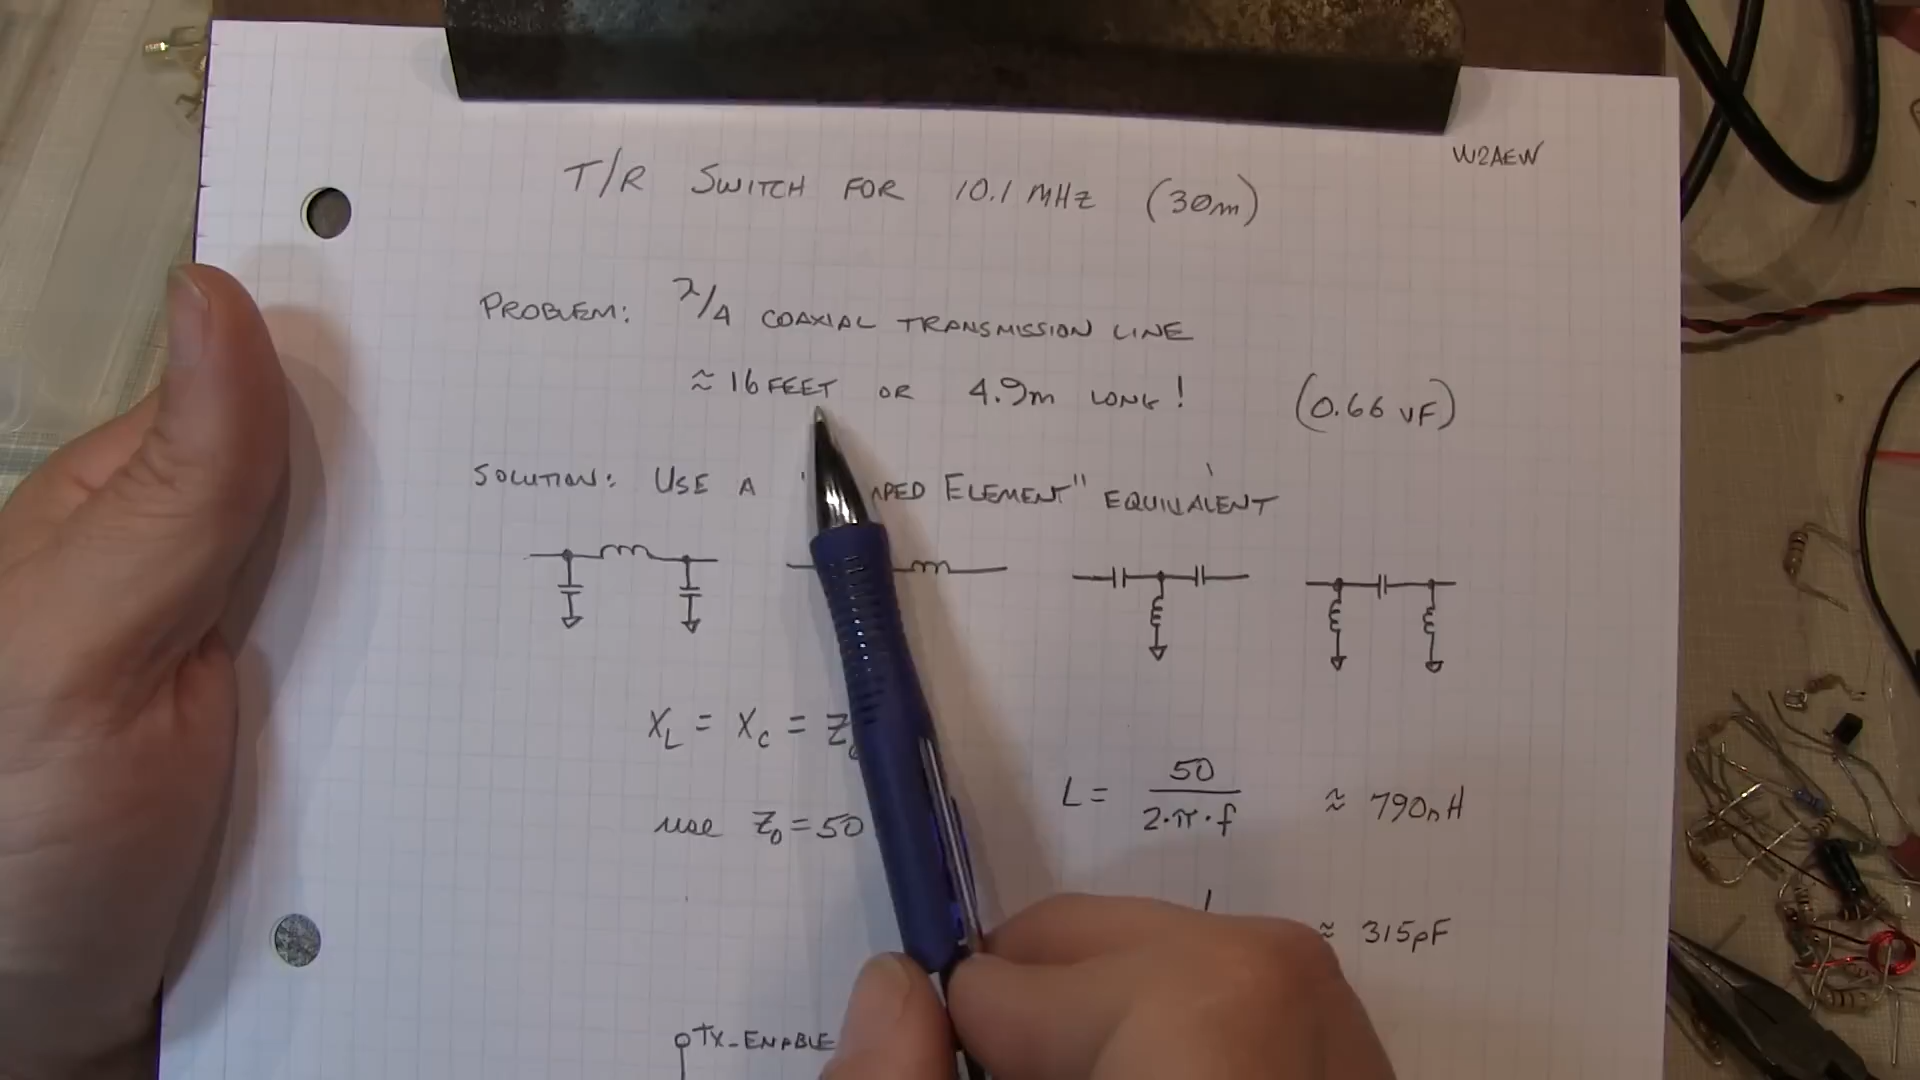 W2AEW
T/R SWITCH FOR 10.1 MHz (30m)
PROBLEM: λ/4 COAXIAL TRANSMISSION LINE
≈ 16 FEET OR 4.9m LONG! (0.66 VF)
SOLUTION: USE A ELEMENT" EQUIVALENT
X_L = X_C = Z
L = 50 / 2·π·f ≈ 790nH
use Z_0 = 50
≈ 315pF
TX_ENABLE